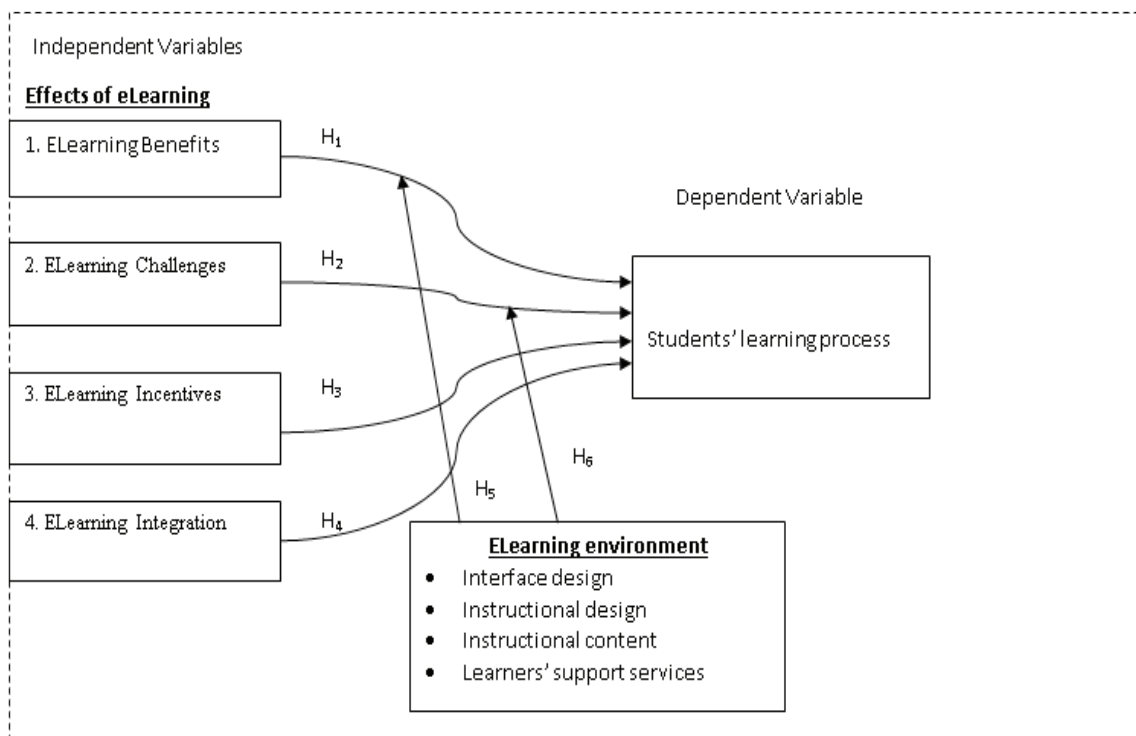 Independent Variables
Effects of eLearning
1. ELearning Benefits
H₁
Dependent Variable
2. ELearning Challenges
H₂
Students’ learning process
3. ELearning Incentives
H₃
H₆
H₅
4. ELearning Integration
H₄
ELearning environment
• Interface design
• Instructional design
• Instructional content
• Learners’ support services